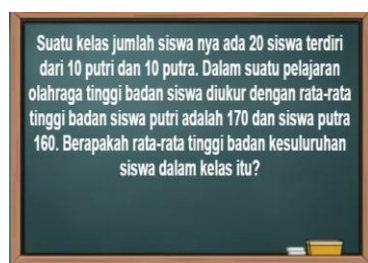 Suatu kelas jumlah siswa nya ada 20 siswa terdiri
dari 10 putri dan 10 putra. Dalam suatu pelajaran
olahraga tinggi badan siswa diukur dengan rata-rata
tinggi badan siswa putri adalah 170 dan siswa putra
160. Berapakah rata-rata tinggi badan kesuluruhan
siswa dalam kelas itu?